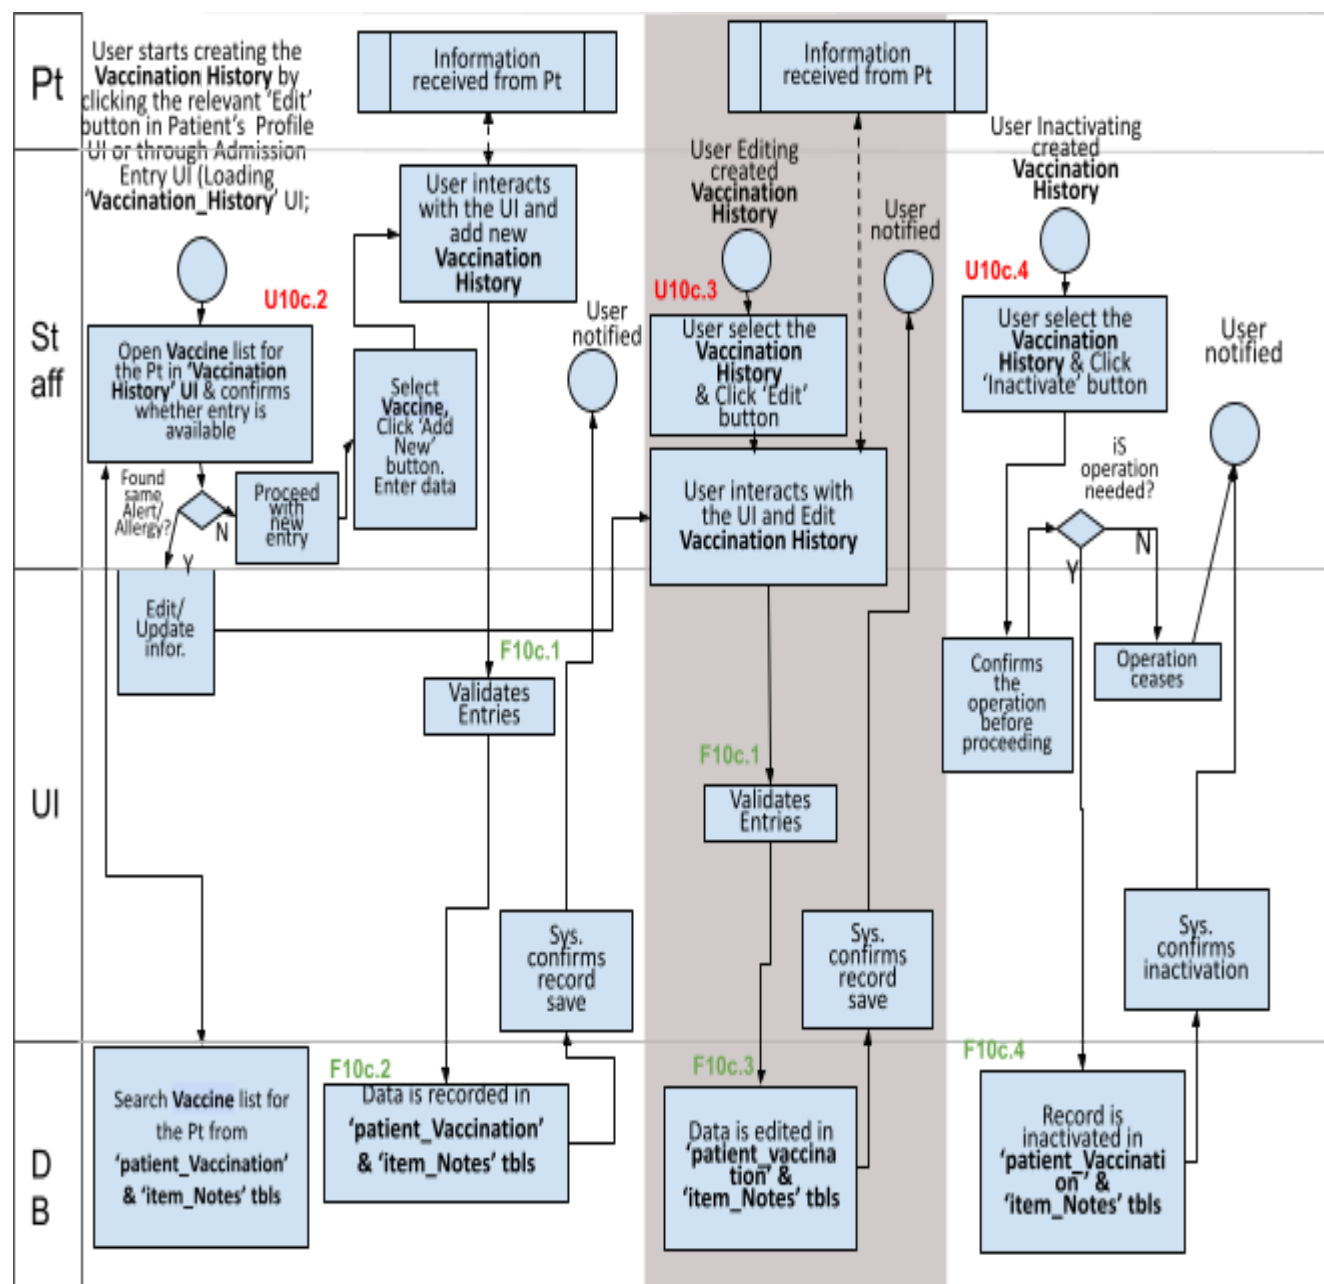 Pt
User starts creating the
Vaccination History by
clicking the relevant 'Edit'
button in Patient's Profile
UI or through Admission
Entry UI (Loading
'Vaccination_History' UI;
Information
received from Pt
Information
received from Pt
St
aff
U10c.2
Open Vaccine list for
the Pt in 'Vaccination
History' UI & confirms
whether entry is
available
Found
same
Alert/
Allergy?
N
Y
Proceed
with
new
entry
Select
Vaccine,
Click 'Add
New'
button.
Enter data
User interacts
with the UI and
add new
Vaccination
History
User
notified
User Editing
created
Vaccination
History
U10c.3
User select the
Vaccination
History
& Click 'Edit'
button
User interacts with
the UI and Edit
Vaccination History
User
notified
User Inactivating
created
Vaccination
History
U10c.4
User select the
Vaccination
History & Click
'Inactivate' button
iS
operation
needed?
N
Y
User
notified
UI
Edit/
Update
infor.
F10c.1
Validates
Entries
Sys.
confirms
record
save
F10c.1
Validates
Entries
Sys.
confirms
record
save
Confirms
the
operation
before
proceeding
Operation
ceases
Sys.
confirms
inactivation
D
B
Search Vaccine list for
the Pt from
'patient_Vaccination'
& 'item_Notes' tbls
F10c.2
Data is recorded in
'patient_Vaccination'
& 'item_Notes' tbls
F10c.3
Data is edited in
'patient_vaccina
tion' &
'item_Notes' tbls
F10c.4
Record is
inactivated in
'patient_Vaccinati
on' &
'item_Notes' tbls